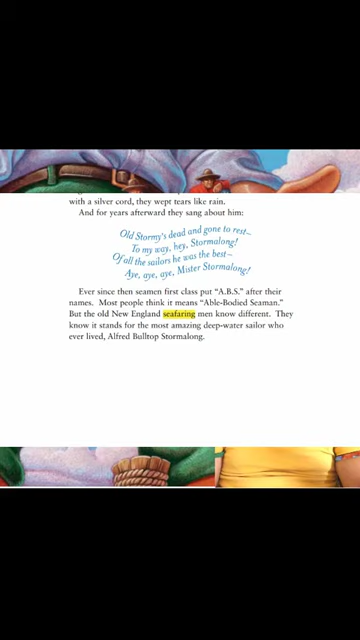 with a silver cord, they wept tears like rain.
And for years afterward they sang about him:
Old Stormy's dead and gone to rest—
To my way, hey, Stormalong!
Of all the sailors he was the best—
Aye, aye, aye, Mister Stormalong!
Ever since then seamen first class put "A.B.S." after their
names. Most people think it means "Able-Bodied Seaman."
But the old New England seafaring men know different. They
know it stands for the most amazing deep-water sailor who
ever lived, Alfred Bulltop Stormalong.